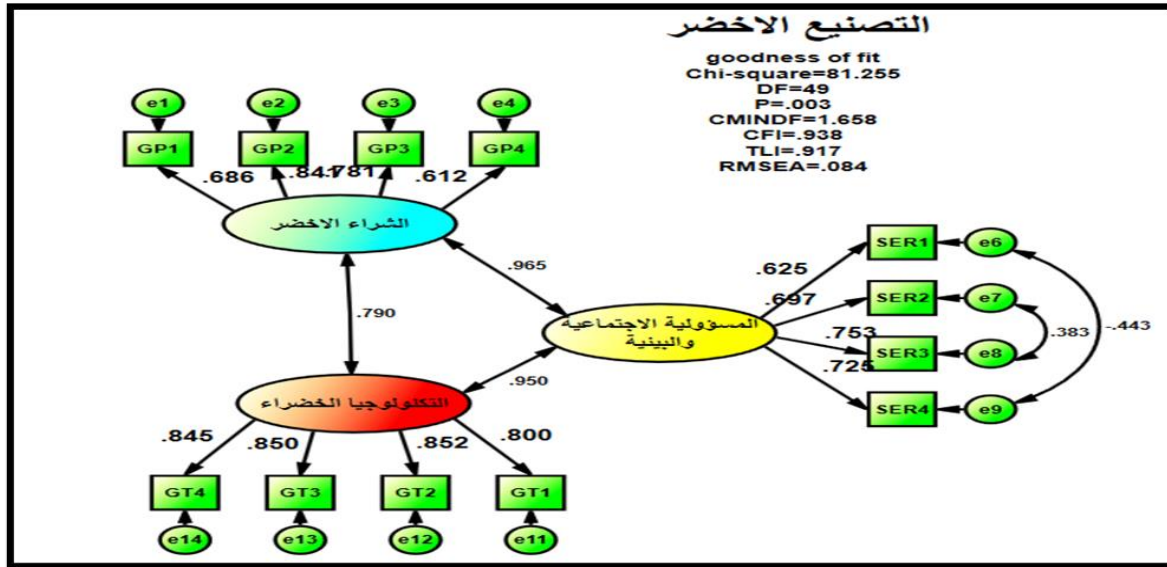 التصنيع الاخضر
goodness of fit
Chi-square=81.255
DF=49
P=.003
CMINDF=1.658
CFI=.938
TLI=.917
RMSEA=.084
e1 e2 e3 e4
GP1 GP2 GP3 GP4
.686 .781 .612
الشراء الاخضر
.965
.790
.950
المسؤولية الاجتماعيه
والبيئية
.625
.697
.753
.725
SER1 e6
SER2 e7
SER3 e8
SER4 e9
.383 -.443
التكلولوجيا الخضراء
.845 .850 .852 .800
GT4 GT3 GT2 GT1
e14 e13 e12 e11